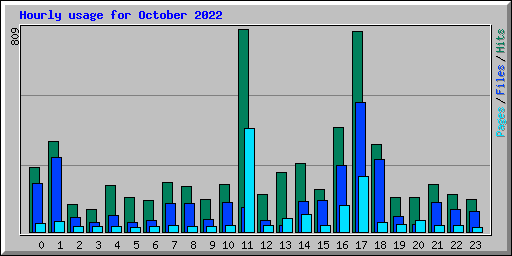 Hourly usage for October 2022
809
Pages/Files/Hits
0 1 2 3 4 5 6 7 8 9 10 11 12 13 14 15 16 17 18 19 20 21 22 23